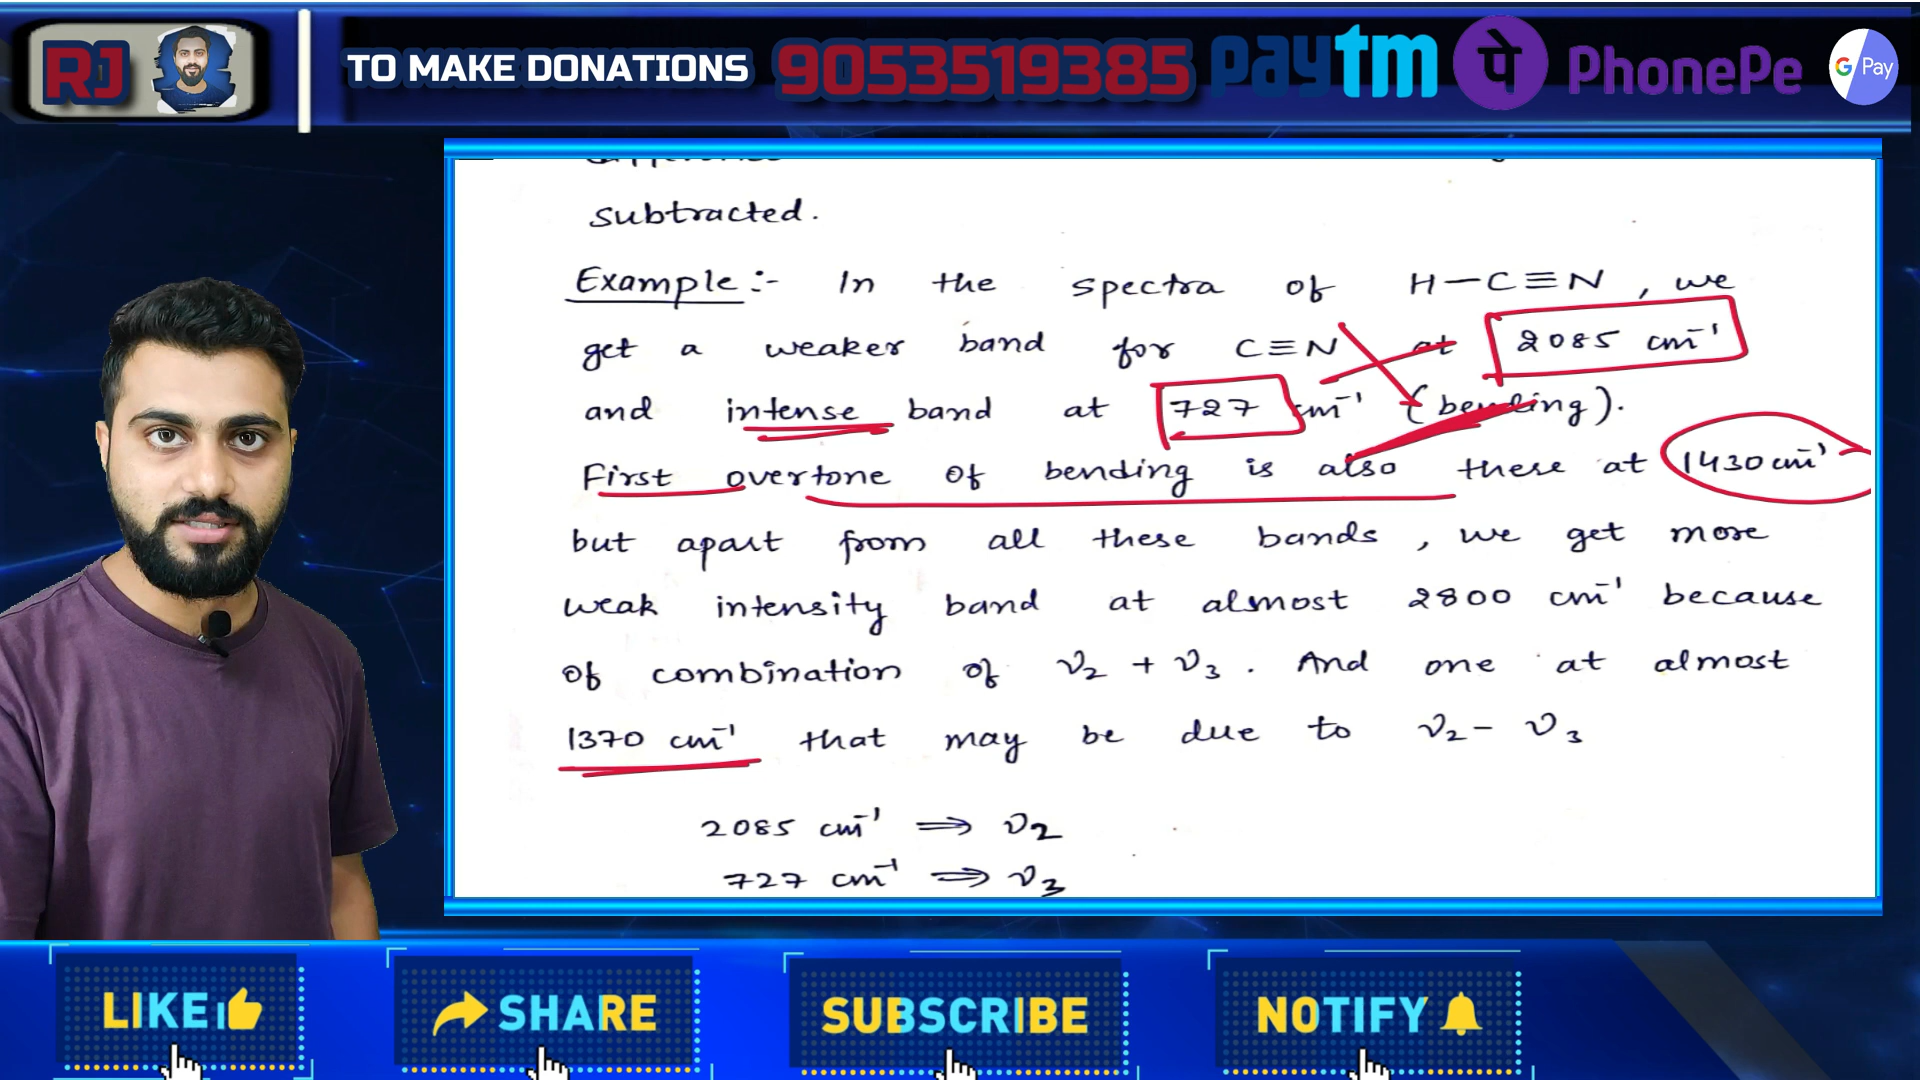 RJ TO MAKE DONATIONS 9053519385 paytm पे PhonePe G Pay
subtracted.
Example :- In the spectra of H-C≡N, we
get a weaker band for C≡N at 2085 cm⁻¹
and intense band at 727 cm⁻¹ (bending).
First overtone of bending is also there at 1430 cm⁻¹
but apart from all these bands, we get more
weak intensity band at almost 2800 cm⁻¹ because
of combination of ν₂ + ν₃. And one at almost
1370 cm⁻¹ that may be due to ν₂ - ν₃
2085 cm⁻¹ ⇒ ν₂
727 cm⁻¹ ⇒ ν₃
LIKE SHARE SUBSCRIBE NOTIFY